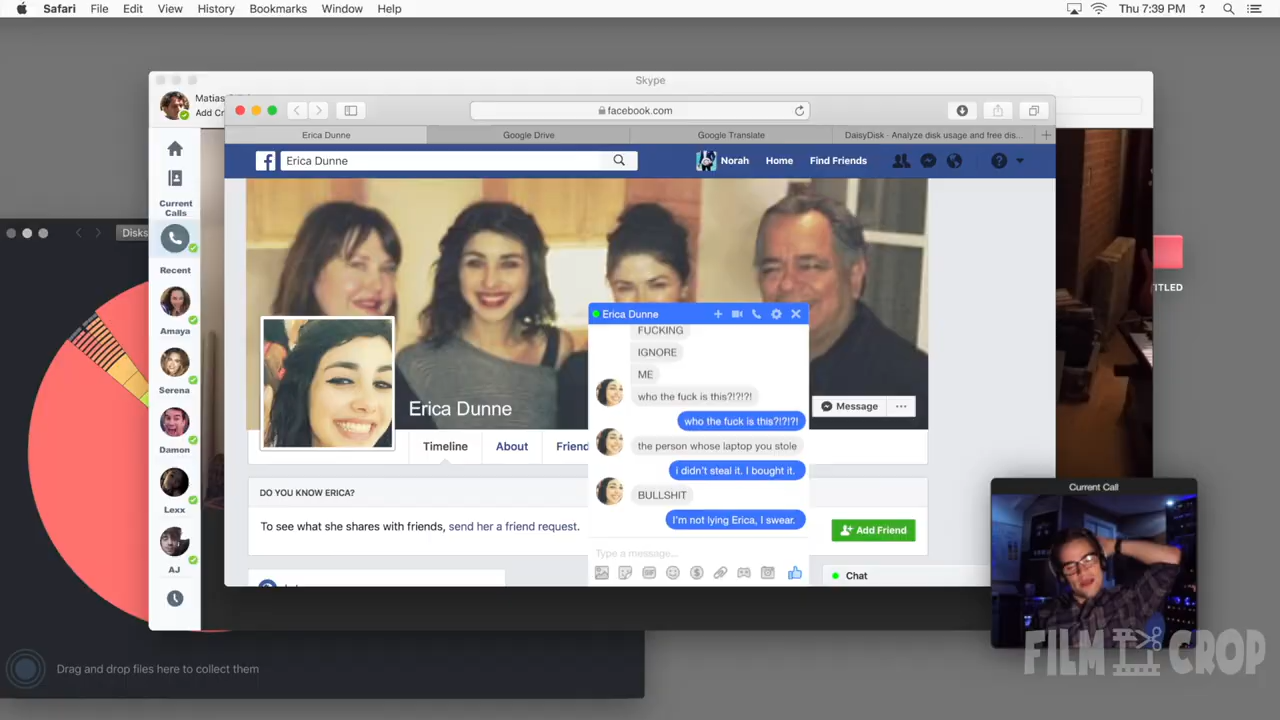 Safari File Edit View History Bookmarks Window Help
Thu 7:39 PM ?
Skype
Matias
Add
facebook.com
Erica Dunne
Google Drive
Google Translate
DaisyDisk - Analyze disk usage and free dis...
Erica Dunne
Norah Home Find Friends
Current
Calls
Disks
Recent
Amaya
Serena
Damon
Lexx
AJ
TITLED
Erica Dunne
Message
Timeline About Friend
DO YOU KNOW ERICA?
To see what she shares with friends, send her a friend request.
Add Friend
Erica Dunne
FUCKING
IGNORE
ME
who the fuck is this?!?!?!
who the fuck is this?!?!?!
the person whose laptop you stole
i didn't steal it. I bought it.
BULLSHIT
I'm not lying Erica, I swear.
Type a message...
Chat
Current Call
Drag and drop files here to collect them
FILM CROP